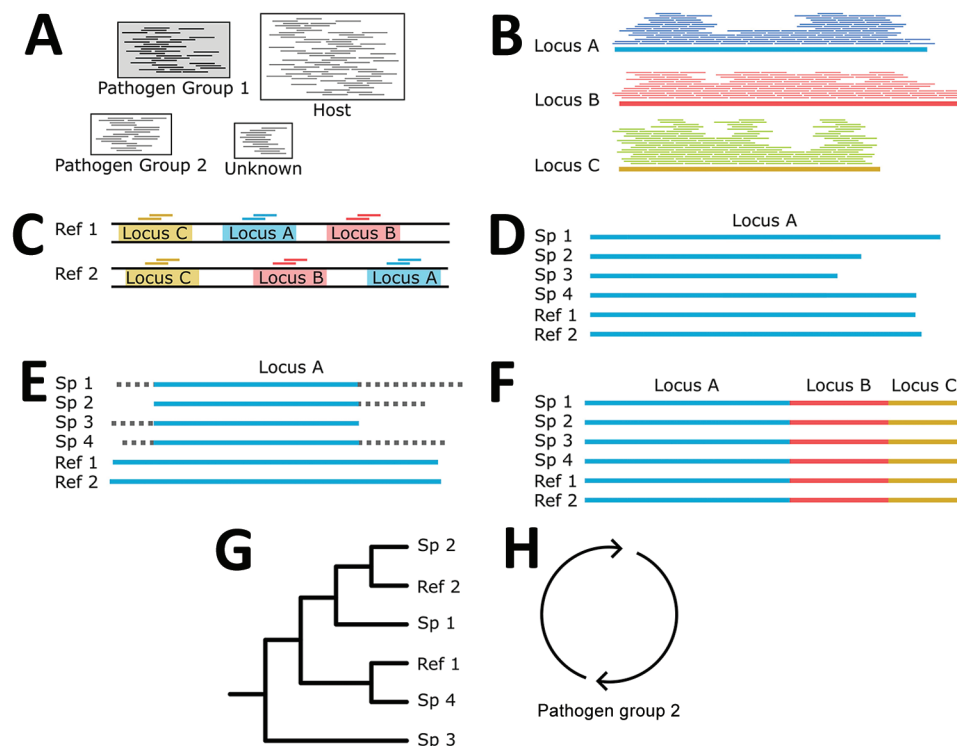 A
Pathogen Group 1
Host
Pathogen Group 2
Unknown
B
Locus A
Locus B
Locus C
C
Ref 1
Locus C
Locus A
Locus B
Ref 2
Locus C
Locus B
Locus A
D
Locus A
Sp 1
Sp 2
Sp 3
Sp 4
Ref 1
Ref 2
E
Locus A
Sp 1
Sp 2
Sp 3
Sp 4
Ref 1
Ref 2
F
Locus A
Locus B
Locus C
Sp 1
Sp 2
Sp 3
Sp 4
Ref 1
Ref 2
G
Sp 2
Ref 2
Sp 1
Ref 1
Sp 4
Sp 3
H
Pathogen group 2